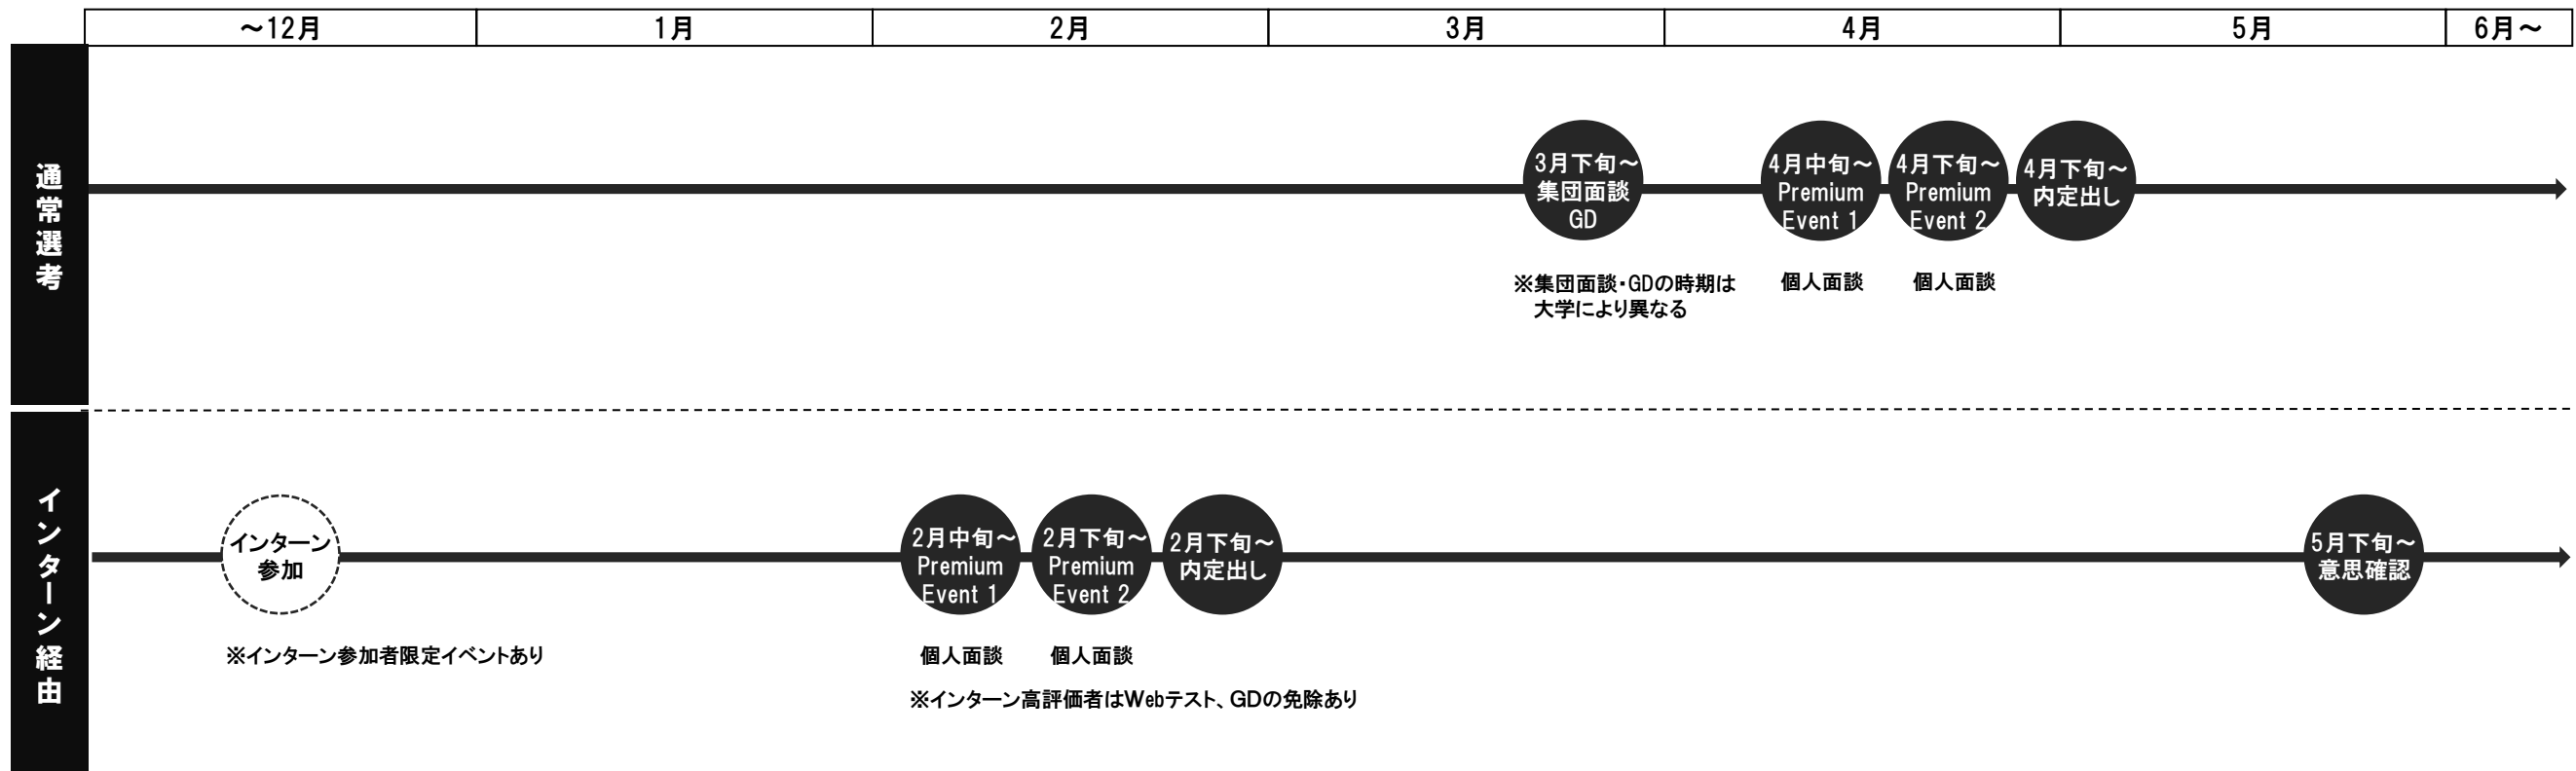 ～12月
1月
2月
3月
4月
5月
6月～
通常選考
3月下旬～
集団面談
GD
4月中旬～
Premium
Event 1
4月下旬～
Premium
Event 2
4月下旬～
内定出し
※集団面談・GDの時期は
大学により異なる
個人面談
個人面談
インターン経由
インターン
参加
2月中旬～
Premium
Event 1
2月下旬～
Premium
Event 2
2月下旬～
内定出し
5月下旬～
意思確認
※インターン参加者限定イベントあり
個人面談
個人面談
※インターン高評価者はWebテスト、GDの免除あり